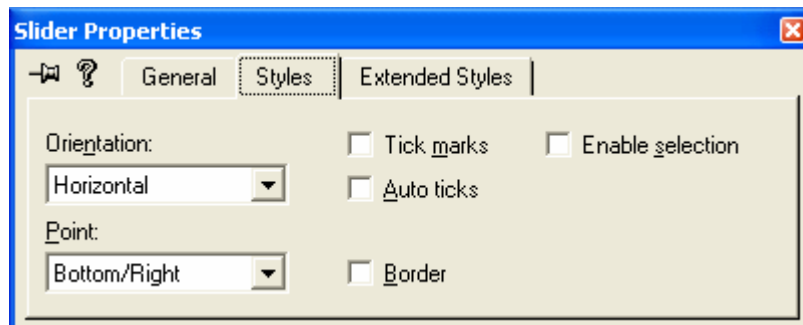 Slider Properties
General Styles Extended Styles
Orientation: Tick marks Enable selection
Horizontal Auto ticks
Point:
Bottom/Right Border